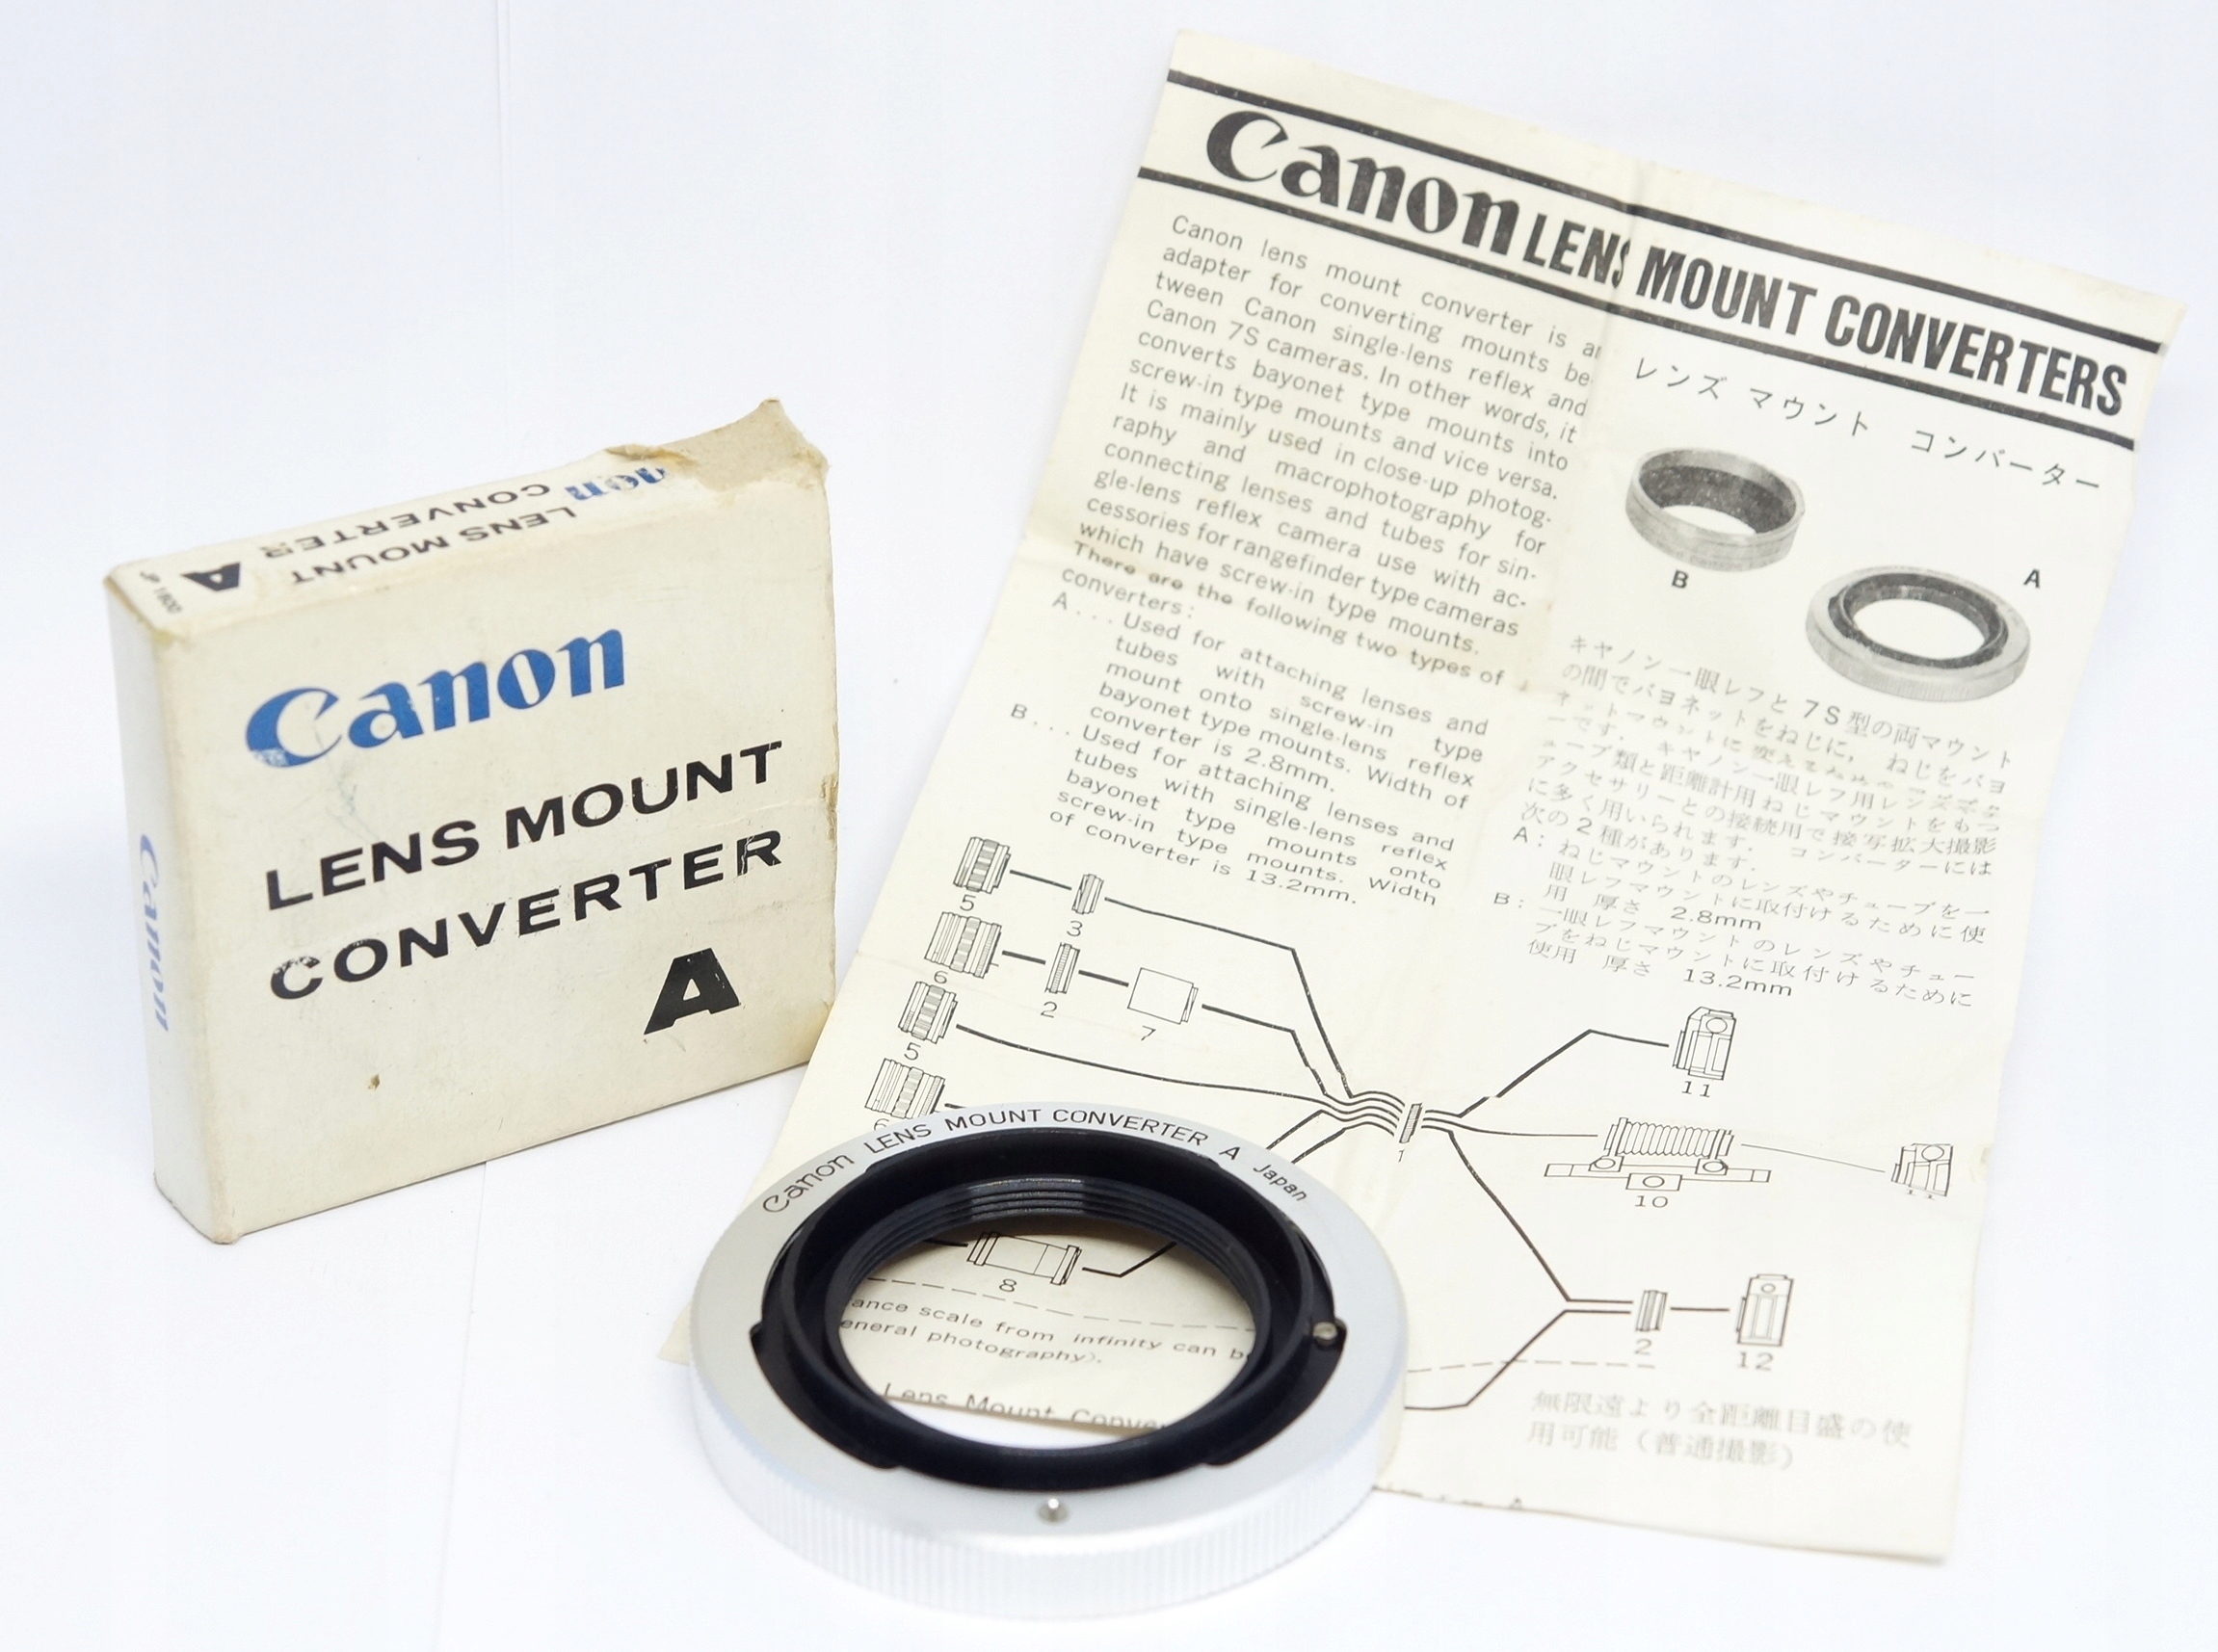 Canon
LENS MOUNT
CONVERTER
A
LENS MOUNT
CONVERTER
A
Canon
LENS MOUNT
CONVERTER
A
Canon
Canon LENS MOUNT CONVERTERS
Canon lens mount converter is an
adapter for converting mounts be-
tween Canon single-lens reflex and
Canon 7S cameras. In other words, it
converts bayonet type mounts into
screw-in type mounts and vice versa.
It is mainly used in close-up photog-
raphy and macrophotography for
connecting lenses and tubes for sin-
gle-lens reflex camera use with ac-
cessories for rangefinder type cameras
which have screw-in type mounts.
There are the following two types of
converters:
A... Used for attaching lenses and
tubes with screw-in type
mount onto single-lens reflex
bayonet type mounts. Width of
converter is 2.8mm.
B... Used for attaching lenses and
tubes with single-lens reflex
bayonet type mounts onto
screw-in type mounts. Width
of converter is 13.2mm.
レンズ マウント コンバーター
B
A
キヤノン一眼レフと7S型の両マウント
の間でバヨネットをねじに，ねじをバヨ
ネットマウントに変えるための
ーです．キヤノン一眼レフ用レンズや
ューブ類と距離計用ねじマウントをもつ
アクセサリーとの接続用で接写拡大撮影
に多く用いられます．コンバーターには
次の2種があります．
A：ねじマウントのレンズやチューブを一
眼レフマウントに取付けるために使
用 厚さ 2.8mm
B：一眼レフマウントのレンズやチュー
ブをねじマウントに取付けるために
使用 厚さ 13.2mm
5
3
6
2
7
5
6
1
11
10
11
8
2
12
ance scale from infinity can b
eneral photography).
Lens Mount Conve
無限遠より全距離目盛の使
用可能（普通撮影）
Canon LENS MOUNT CONVERTER A Japan